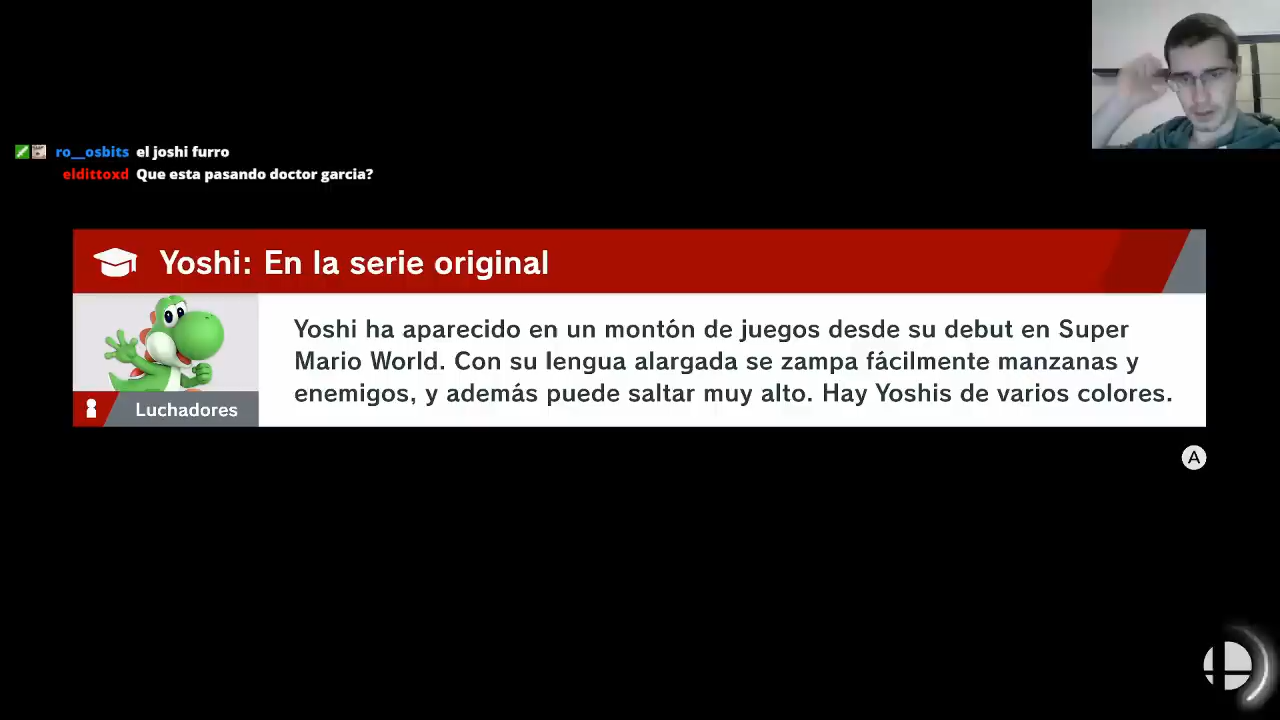 ro__osbits el joshi furro
eldittoxd Que esta pasando doctor garcia?
Yoshi: En la serie original
Yoshi ha aparecido en un montón de juegos desde su debut en Super
Mario World. Con su lengua alargada se zampa fácilmente manzanas y
enemigos, y además puede saltar muy alto. Hay Yoshis de varios colores.
Luchadores
A